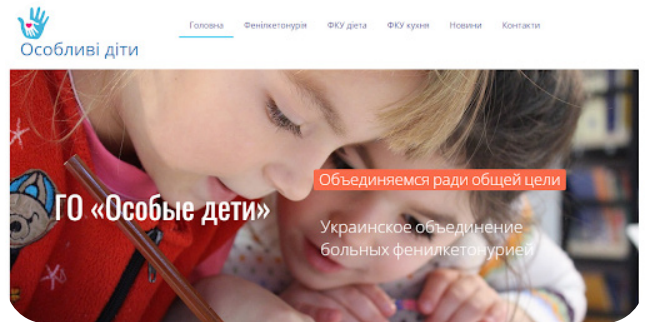 Особливі діти
Головна Фенілкетонурія ФКУ дієта ФКУ кухня Новини Контакти
Объединяемся ради общей цели
ГО «Особые дети»
Украинское объединение
больных фенилкетонурией